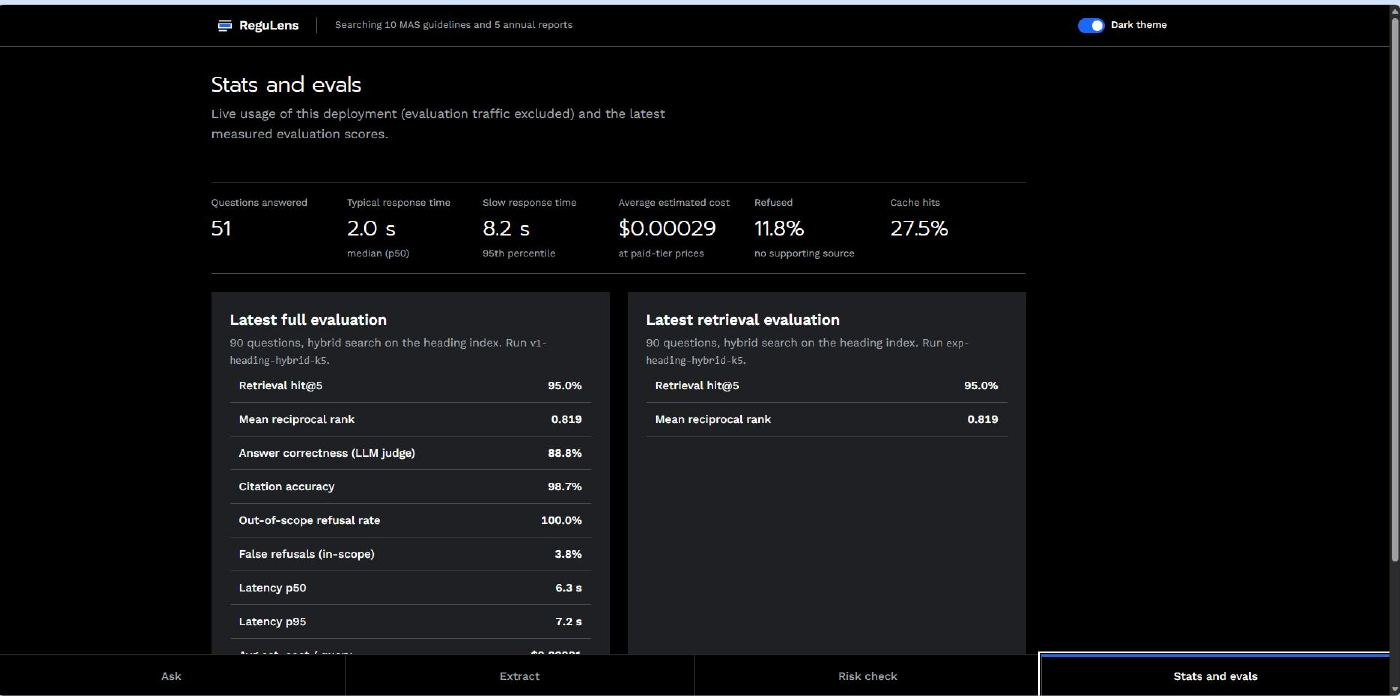 ReguLens
Searching 10 MAS guidelines and 5 annual reports
Dark theme
Stats and evals
Live usage of this deployment (evaluation traffic excluded) and the latest
measured evaluation scores.
Questions answered
51
Typical response time
2.0 s
median (p50)
Slow response time
8.2 s
95th percentile
Average estimated cost
$0.00029
at paid-tier prices
Refused
11.8%
no supporting source
Cache hits
27.5%
Latest full evaluation
90 questions, hybrid search on the heading index. Run v1-
heading-hybrid-k5.
Retrieval hit@5 95.0%
Mean reciprocal rank 0.819
Answer correctness (LLM judge) 88.8%
Citation accuracy 98.7%
Out-of-scope refusal rate 100.0%
False refusals (in-scope) 3.8%
Latency p50 6.3 s
Latency p95 7.2 s
Latest retrieval evaluation
90 questions, hybrid search on the heading index. Run exp-
heading-hybrid-k5.
Retrieval hit@5 95.0%
Mean reciprocal rank 0.819
Ask
Extract
Risk check
Stats and evals